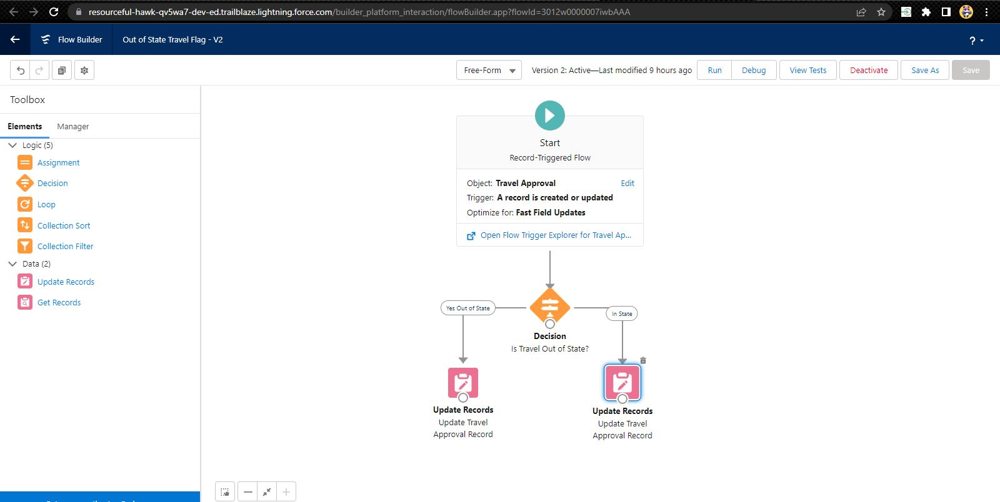 resourceful-hawk-qv5wa7-dev-ed.trailblaze.lightning.force.com/builder_platform_interaction/flowBuilder.app?flowId=3012w0000007iwbAAA
Flow Builder
Out of State Travel Flag - V2
?
Free-Form
Version 2: Active—Last modified 9 hours ago
Run
Debug
View Tests
Deactivate
Save As
Save
Toolbox
Elements
Manager
Logic (5)
Assignment
Decision
Loop
Collection Sort
Collection Filter
Data (2)
Update Records
Get Records
Start
Record-Triggered Flow
Object: Travel Approval
Edit
Trigger: A record is created or updated
Optimize for: Fast Field Updates
Open Flow Trigger Explorer for Travel Ap...
Yes Out of State
In State
Decision
Is Travel Out of State?
Update Records
Update Travel
Approval Record
Update Records
Update Travel
Approval Record